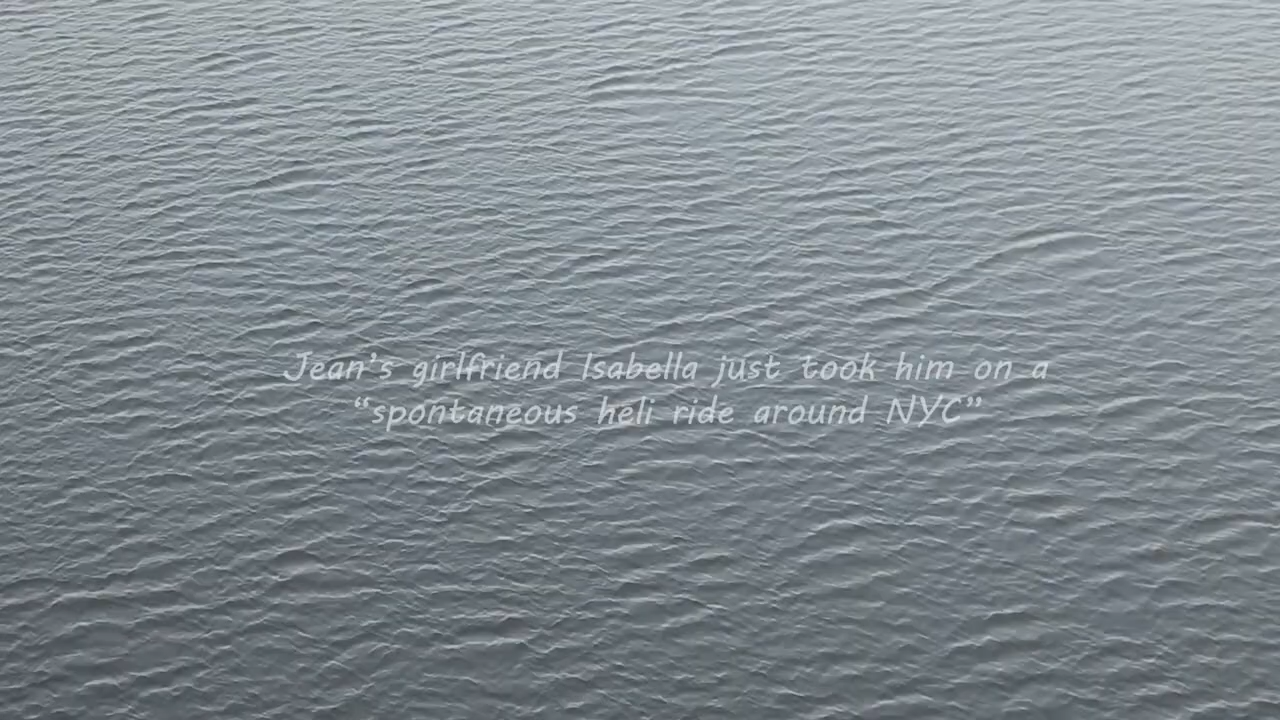 Jean’s girlfriend Isabella just took him on a
“spontaneous heli ride around NYC”